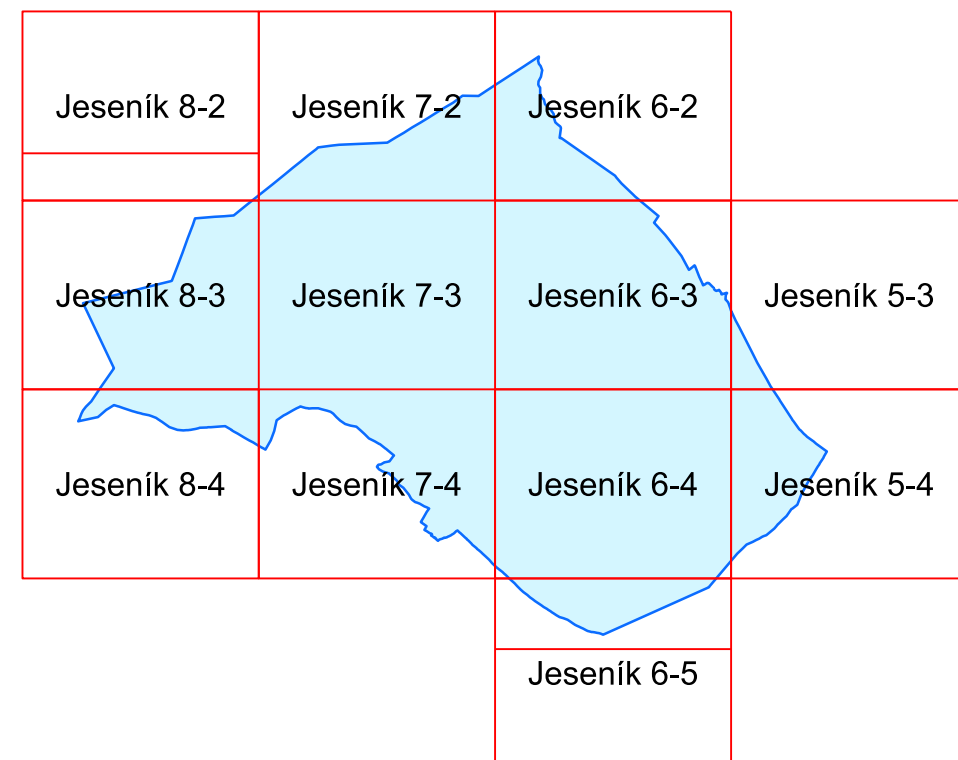 Jeseník 8-2
Jeseník 7-2
Jeseník 6-2
Jeseník 8-3
Jeseník 7-3
Jeseník 6-3
Jeseník 5-3
Jeseník 8-4
Jeseník 7-4
Jeseník 6-4
Jeseník 5-4
Jeseník 6-5